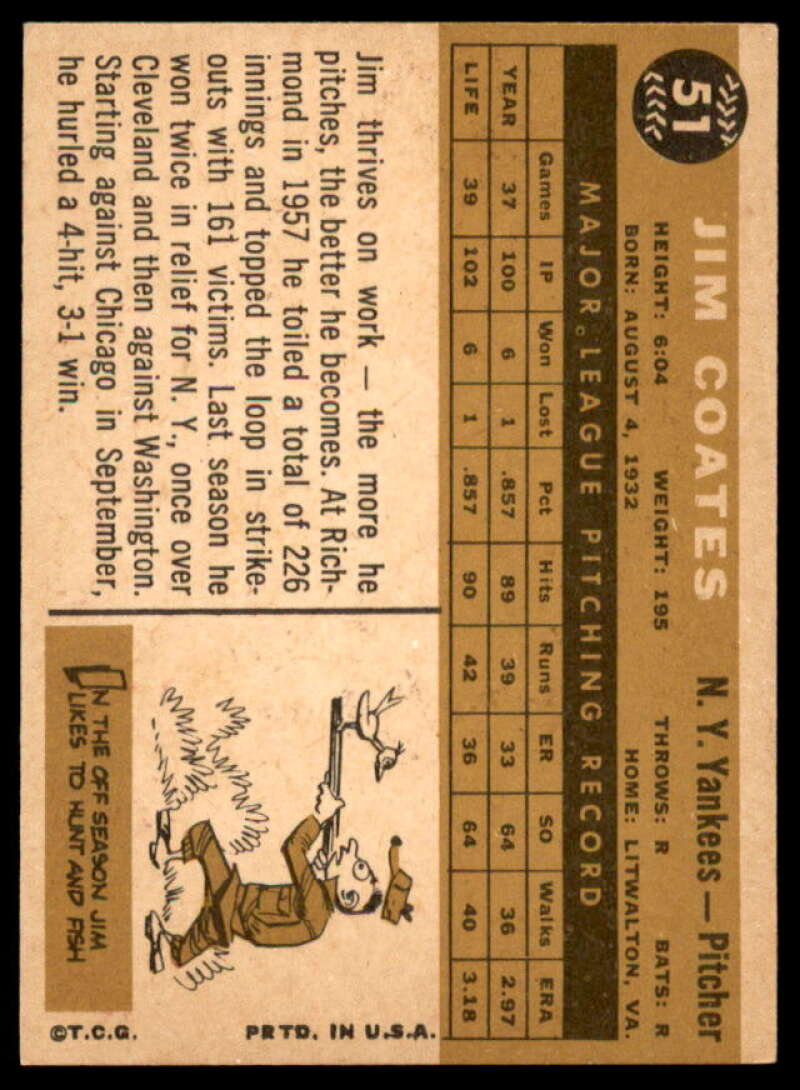 51
JIM COATES N. Y. Yankees — Pitcher
HEIGHT: 6:04 WEIGHT: 195 THROWS: R BATS: R
BORN: AUGUST 4, 1932 HOME: LITWALTON, VA.
MAJOR LEAGUE PITCHING RECORD
Games IP Won Lost Pct Hits Runs ER SO Walks ERA
YEAR 37 100 6 1 .857 89 39 33 64 36 2.97
LIFE 39 102 6 1 .857 90 42 36 64 40 3.18
Jim thrives on work — the more he
pitches, the better he becomes. At Rich-
mond in 1957 he toiled a total of 226
innings and topped the loop in strike-
outs with 161 victims. Last season he
won twice in relief for N. Y., once over
Cleveland and then against Washington.
Starting against Chicago in September,
he hurled a 4-hit, 3-1 win.
IN THE OFF SEASON JIM
LIKES TO HUNT AND FISH
©T.C.G. PRTD. IN U.S.A.